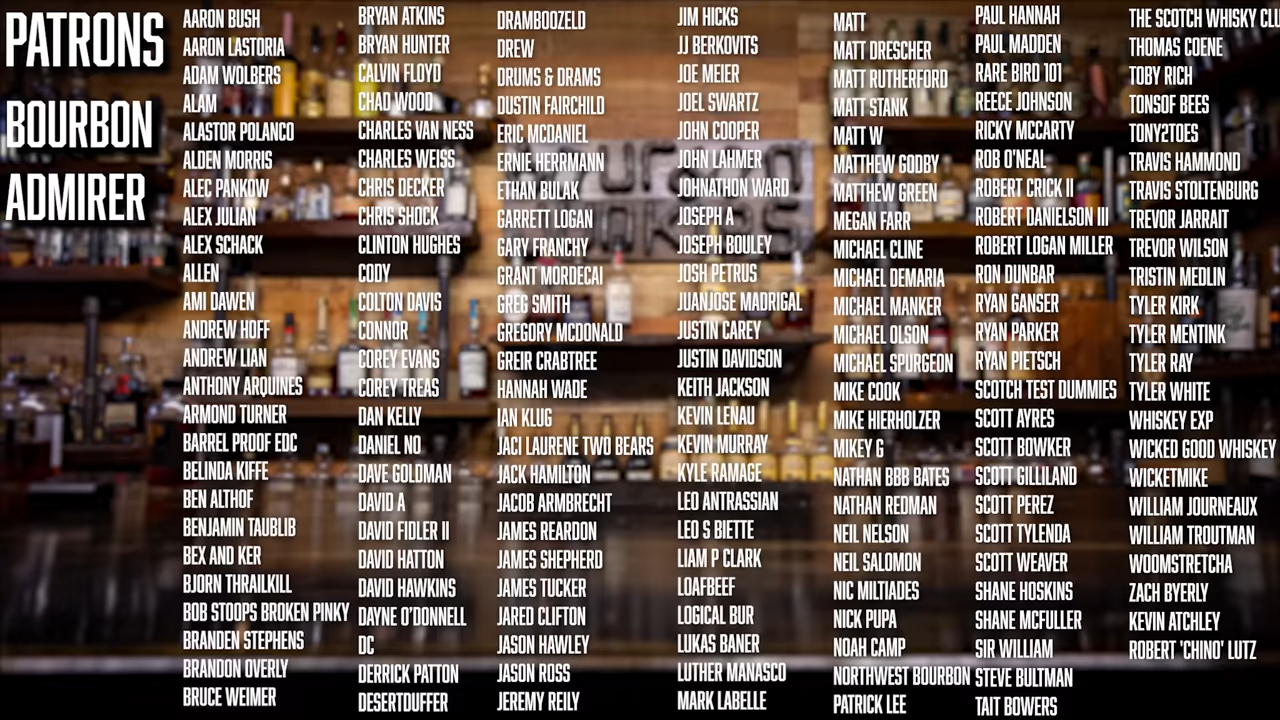 PATRONS
BOURBON
ADMIRER
AARON BUSH
AARON LASTORIA
ADAM WOLBERS
ALAM
ALASTOR POLANCO
ALDEN MORRIS
ALEC PANKOW
ALEX JULIAN
ALEX SCHACK
ALLEN
AMI DAWEN
ANDREW HOFF
ANDREW LIAN
ANTHONY ARQUINES
ARMOND TURNER
BARREL PROOF EDC
BELINDA KIFFE
BEN ALTHOF
BENJAMIN TAUBLIB
BEX AND KER
BJORN THRAILKILL
BOB STOOPS BROKEN PINKY
BRANDEN STEPHENS
BRANDON OVERLY
BRUCE WEIMER
BRYAN ATKINS
BRYAN HUNTER
CALVIN FLOYD
CHAD WOOD
CHARLES VAN NESS
CHARLES WEISS
CHRIS DECKER
CHRIS SHOCK
CLINTON HUGHES
CODY
COLTON DAVIS
CONNOR
COREY EVANS
COREY TREAS
DAN KELLY
DANIEL NO
DAVE GOLDMAN
DAVID A
DAVID FIDLER II
DAVID HATTON
DAVID HAWKINS
DAYNE O'DONNELL
DC
DERRICK PATTON
DESERTDUFFER
DRAMBOOZELD
DREW
DRUMS & DRAMS
DUSTIN FAIRCHILD
ERIC MCDANIEL
ERNIE HERRMANN
ETHAN BULAK
GARRETT LOGAN
GARY FRANCHY
GRANT MORDECAI
GREG SMITH
GREGORY MCDONALD
GREIR CRABTREE
HANNAH WADE
IAN KLUG
JACI LAURENE TWO BEARS
JACK HAMILTON
JACOB ARMBRECHT
JAMES REARDON
JAMES SHEPHERD
JAMES TUCKER
JARED CLIFTON
JASON HAWLEY
JASON ROSS
JEREMY REILY
JIM HICKS
JJ BERKOVITS
JOE MEIER
JOEL SWARTZ
JOHN COOPER
JOHN LAHMER
JOHNATHON WARD
JOSEPH A
JOSEPH BOULEY
JOSH PETRUS
JUANJOSE MADRIGAL
JUSTIN CAREY
JUSTIN DAVIDSON
KEITH JACKSON
KEVIN LENAU
KEVIN MURRAY
KYLE RAMAGE
LEO ANTRASSIAN
LEO S BIETTE
LIAM P CLARK
LOAFBEEF
LOGICAL BUR
LUKAS BANER
LUTHER MANASCO
MARK LABELLE
MATT
MATT DRESCHER
MATT RUTHERFORD
MATT STANK
MATT W
MATTHEW GODBY
MATTHEW GREEN
MEGAN FARR
MICHAEL CLINE
MICHAEL DEMARIA
MICHAEL MANKER
MICHAEL OLSON
MICHAEL SPURGEON
MIKE COOK
MIKE HIERHOLZER
MIKEY G
NATHAN BBB BATES
NATHAN REDMAN
NEIL NELSON
NEIL SALOMON
NIC MILTIADES
NICK PUPA
NOAH CAMP
NORTHWEST BOURBON
PATRICK LEE
PAUL HANNAH
PAUL MADDEN
RARE BIRD 101
REECE JOHNSON
RICKY MCCARTY
ROB O'NEAL
ROBERT CRICK II
ROBERT DANIELSON III
ROBERT LOGAN MILLER
RON DUNBAR
RYAN GANSER
RYAN PARKER
RYAN PIETSCH
SCOTCH TEST DUMMIES
SCOTT AYRES
SCOTT BOWKER
SCOTT GILLILAND
SCOTT PEREZ
SCOTT TYLENDA
SCOTT WEAVER
SHANE HOSKINS
SHANE MCFULLER
SIR WILLIAM
STEVE BULTMAN
TAIT BOWERS
THE SCOTCH WHISKY
THOMAS COENE
TOBY RICH
TONSOF BEES
TONY2TOES
TRAVIS HAMMOND
TRAVIS STOLTENBURG
TREVOR JARRAIT
TREVOR WILSON
TRISTIN MEDLIN
TYLER KIRK
TYLER MENTINK
TYLER RAY
TYLER WHITE
WHISKEY EXP
WICKED GOOD WHISKEY
WICKETMIKE
WILLIAM JOURNEAUX
WILLIAM TROUTMAN
WOOMSTRETCHA
ZACH BYERLY
KEVIN ATCHLEY
ROBERT 'CHINO' LUTZ